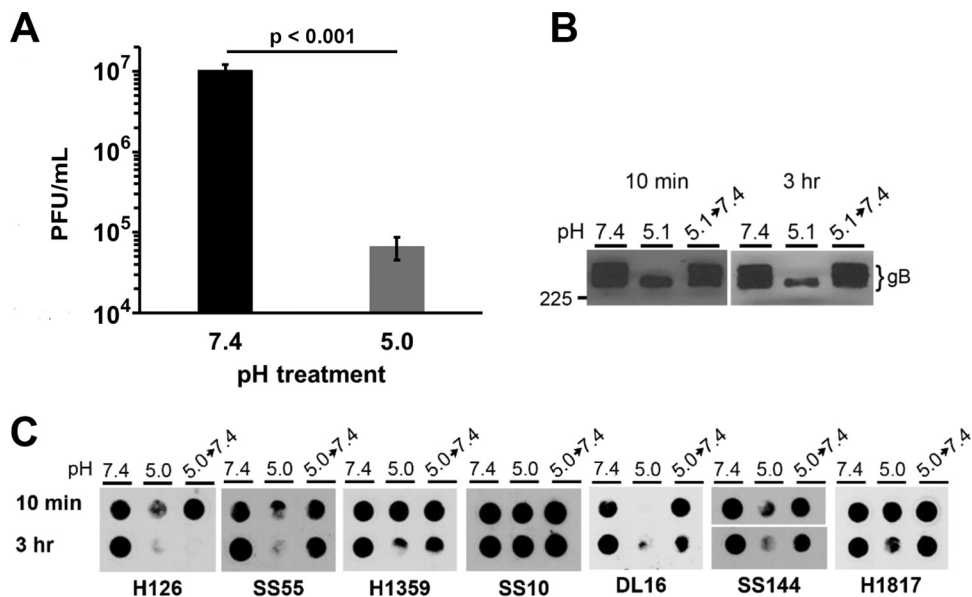 A
p < 0.001
10⁷
10⁶
10⁵
10⁴
PFU/mL
7.4 5.0
pH treatment
B
10 min 3 hr
pH 7.4 5.1 5.1➔7.4 7.4 5.1 5.1➔7.4
225
} gB
C
pH 7.4 5.0 5.0➔7.4 7.4 5.0 5.0➔7.4 7.4 5.0 5.0➔7.4 7.4 5.0 5.0➔7.4 7.4 5.0 5.0➔7.4 7.4 5.0 5.0➔7.4 7.4 5.0 5.0➔7.4
10 min
3 hr
H126 SS55 H1359 SS10 DL16 SS144 H1817